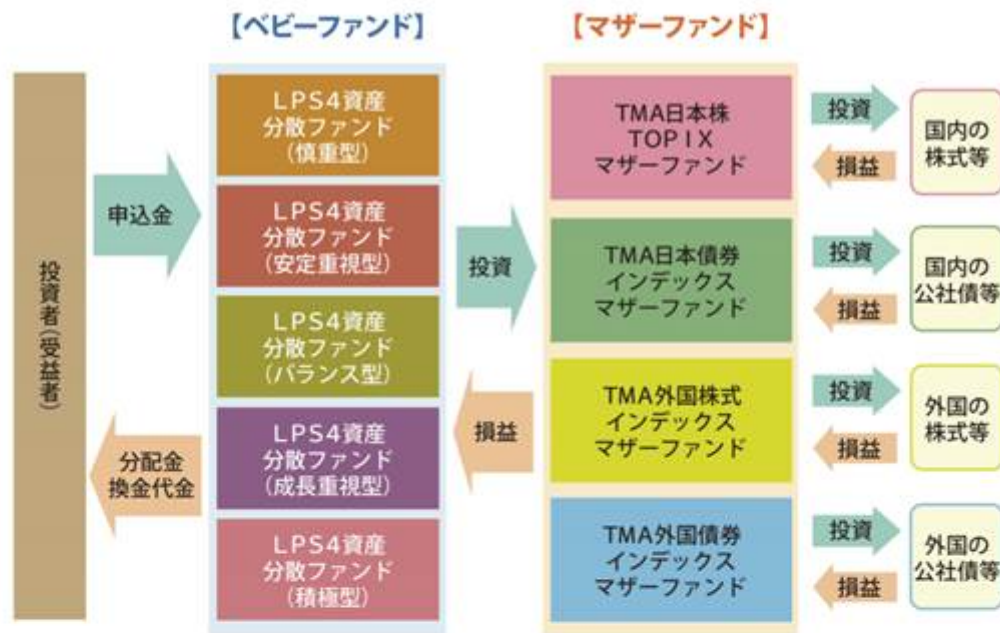 【ベビーファンド】
【マザーファンド】
投資者(受益者)
申込金
分配金
換金代金
LPS4資産
分散ファンド
(慎重型)
LPS4資産
分散ファンド
(安定重視型)
LPS4資産
分散ファンド
(バランス型)
LPS4資産
分散ファンド
(成長重視型)
LPS4資産
分散ファンド
(積極型)
投資
損益
TMA日本株
TOPIX
マザーファンド
TMA日本債券
インデックス
マザーファンド
TMA外国株式
インデックス
マザーファンド
TMA外国債券
インデックス
マザーファンド
投資
損益
国内の
株式等
投資
損益
国内の
公社債等
投資
損益
外国の
株式等
投資
損益
外国の
公社債等